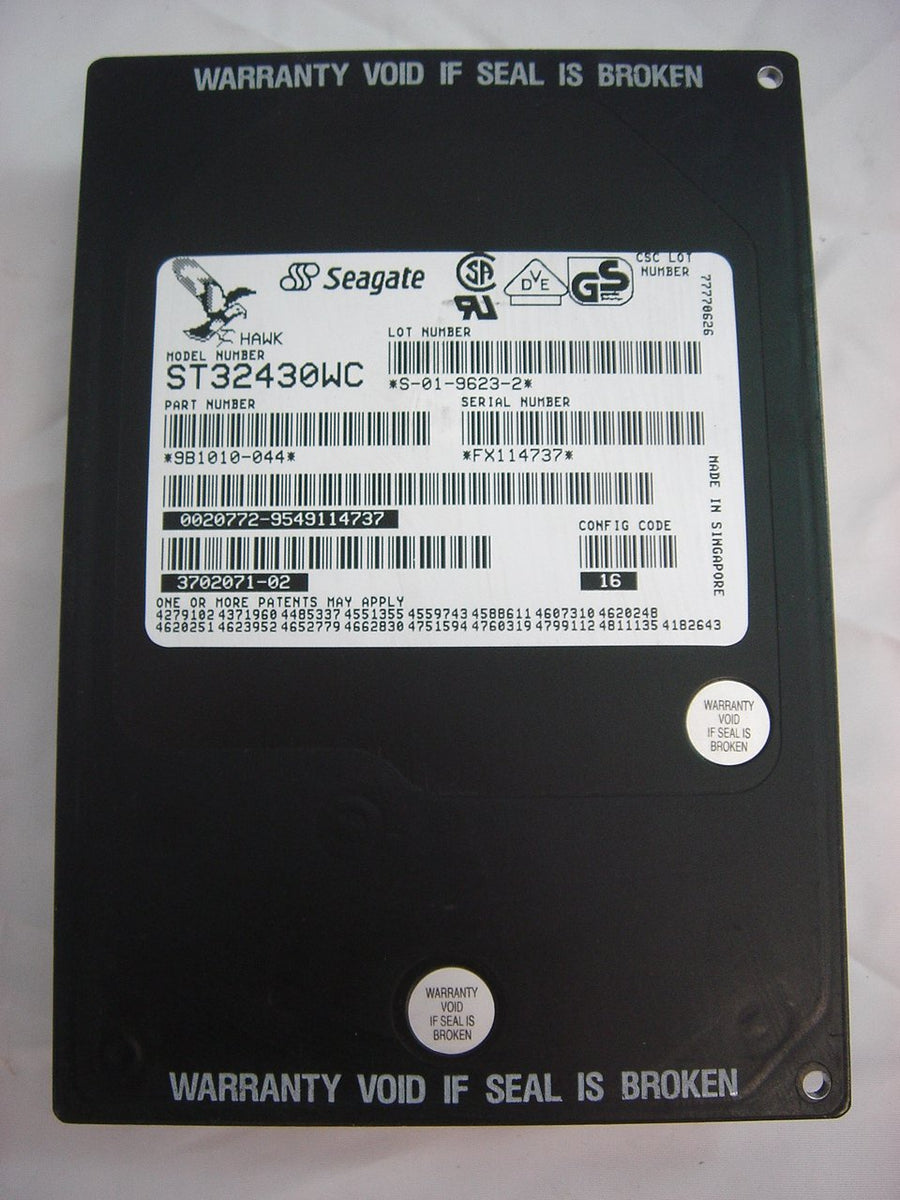 WARRANTY VOID IF SEAL IS BROKEN
Seagate
SA
DVE
GS
CSC LOT
NUMBER
77770626
HAWK
LOT NUMBER
MODEL NUMBER
ST32430WC
*S-01-9623-2*
PART NUMBER
SERIAL NUMBER
*9B1010-044*
*FX114737*
MADE IN SINGAPORE
0020772-9549114737
CONFIG CODE
3702071-02
16
ONE OR MORE PATENTS MAY APPLY
4279102 4371960 4485337 4551355 4559743 4588611 4607310 4620248
4620251 4623952 4652779 4662830 4751594 4760319 4799112 4811135 4182643
WARRANTY
VOID
IF SEAL IS
BROKEN
WARRANTY
VOID
IF SEAL IS
BROKEN
WARRANTY VOID IF SEAL IS BROKEN